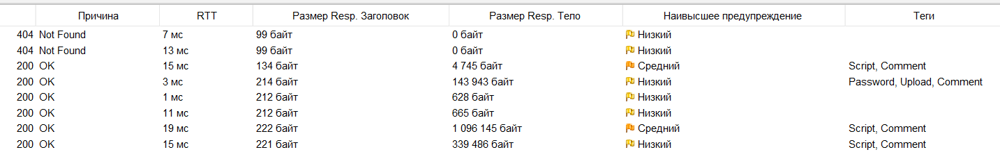 Причина RTT Размер Resp. Заголовок Размер Resp. Тело Наивысшее предупреждение Теги
404 Not Found 7 мс 99 байт 0 байт Низкий
404 Not Found 13 мс 99 байт 0 байт Низкий
200 OK 15 мс 134 байт 4 745 байт Средний Script, Comment
200 OK 3 мс 214 байт 143 943 байт Низкий Password, Upload, Comment
200 OK 1 мс 212 байт 628 байт Низкий
200 OK 11 мс 212 байт 665 байт Низкий
200 OK 19 мс 222 байт 1 096 145 байт Средний Script, Comment
200 OK 15 мс 221 байт 339 486 байт Низкий Script, Comment